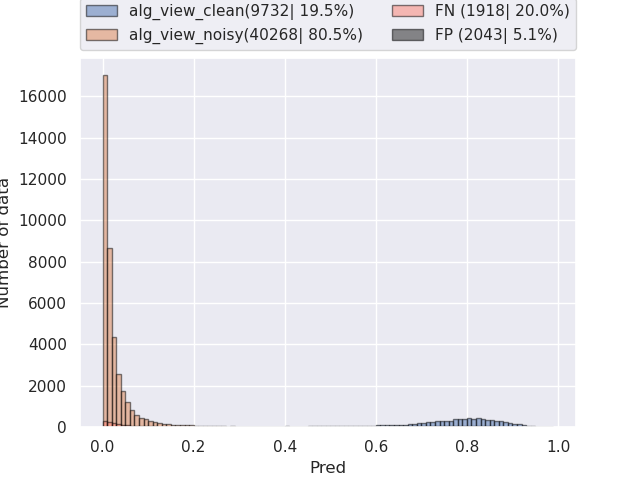 alg_view_clean(9732| 19.5%)
alg_view_noisy(40268| 80.5%)
FN (1918| 20.0%)
FP (2043| 5.1%)
Number of data
16000
14000
12000
10000
8000
6000
4000
2000
0
0.0 0.2 0.4 0.6 0.8 1.0
Pred